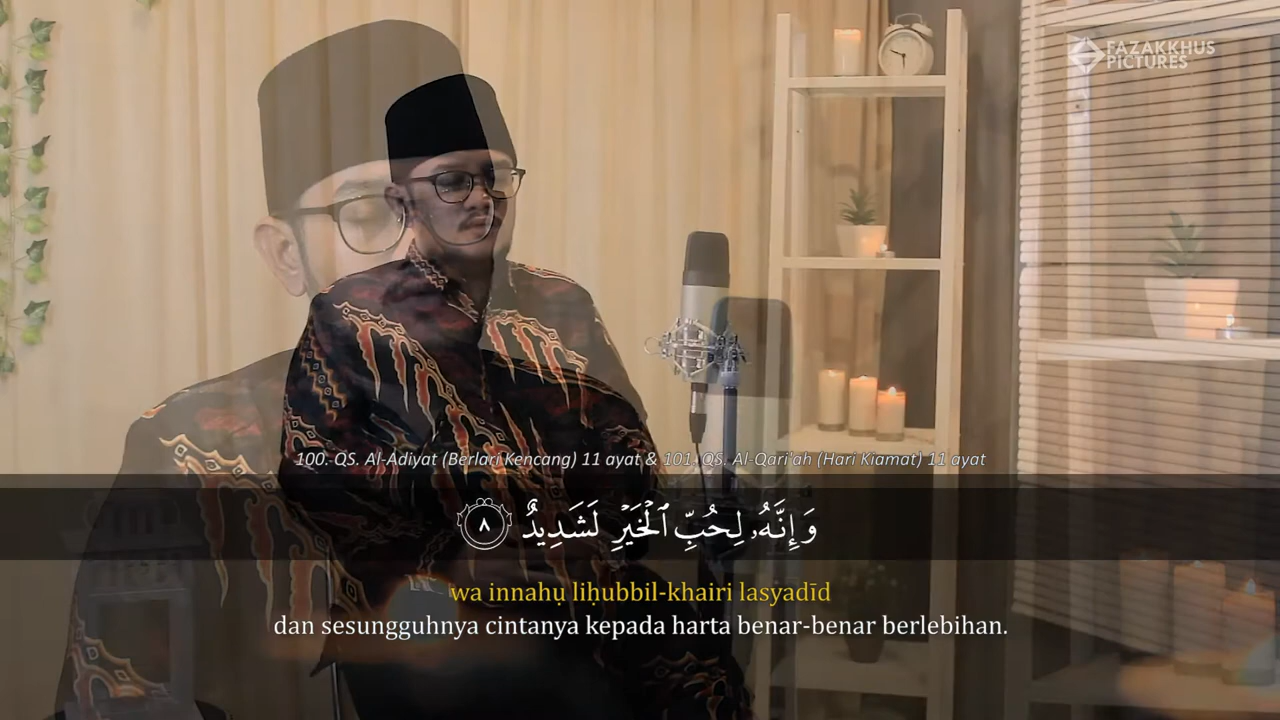 FAZAKKHUS
PICTURES
100. QS. Al-Adiyat (Berlari Kencang) 11 ayat & 101. QS. Al-Qari'ah (Hari Kiamat) 11 ayat
وَإِنَّهُۥ لِحُبِّ ٱلْخَيْرِ لَشَدِيدٌ ٨
wa innahụ liḥubbil-khairi lasyadīd
dan sesungguhnya cintanya kepada harta benar-benar berlebihan.